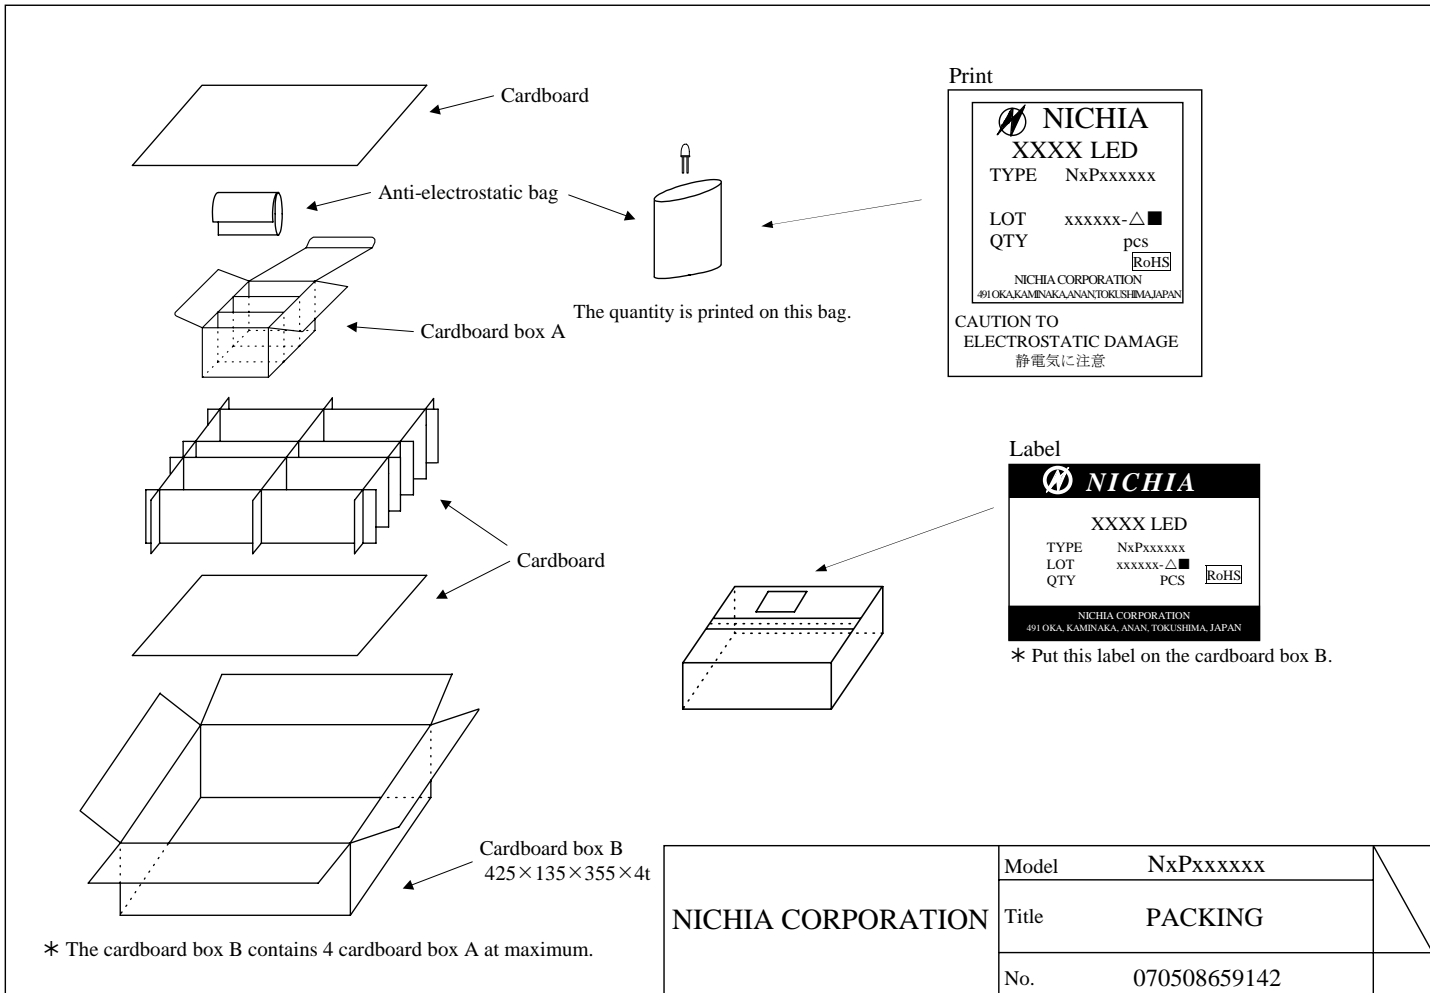 Cardboard
Anti-electrostatic bag
Cardboard box A
Cardboard
Cardboard box B
425×135×355×4t
＊ The cardboard box B contains 4 cardboard box A at maximum.
The quantity is printed on this bag.
Print
NICHIA
XXXX LED
TYPE NxPxxxxxx
LOT xxxxxx-△■
QTY pcs
RoHS
NICHIA CORPORATION
491 OKA,KAMINAKA,ANAN,TOKUSHIMA,JAPAN
CAUTION TO
ELECTROSTATIC DAMAGE
静電気に注意
Label
NICHIA
XXXX LED
TYPE NxPxxxxxx
LOT xxxxxx-△■
QTY PCS
RoHS
NICHIA CORPORATION
491 OKA, KAMINAKA, ANAN, TOKUSHIMA, JAPAN
＊ Put this label on the cardboard box B.
NICHIA CORPORATION
Model NxPxxxxxx
Title PACKING
No. 070508659142